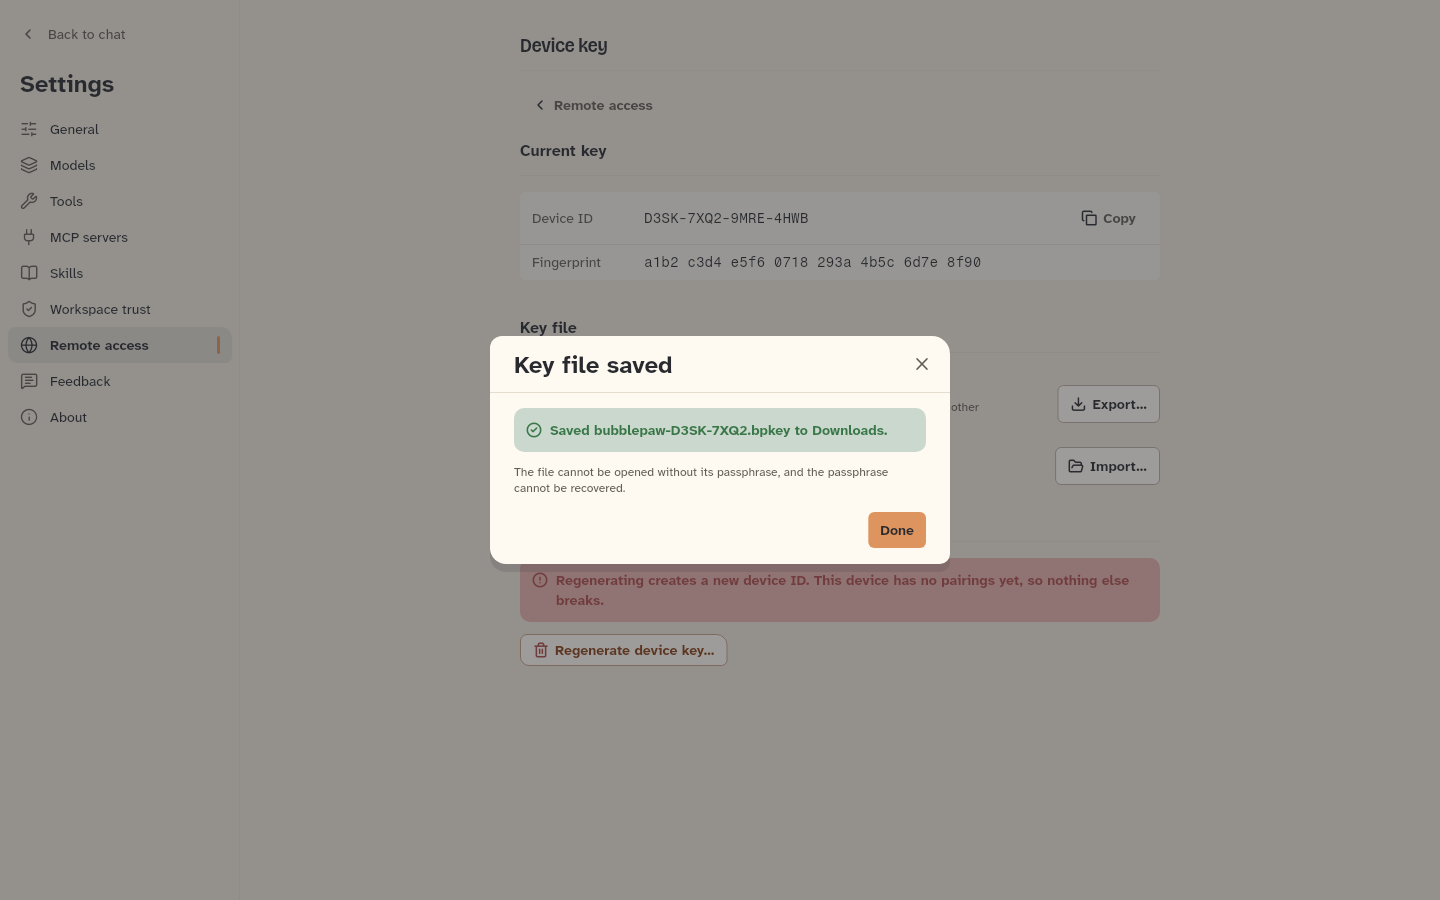 Back to chat
Settings
General
Models
Tools
MCP servers
Skills
Workspace trust
Remote access
Feedback
About
Device key
Remote access
Current key
Device ID D3SK-7XQ2-9MRE-4HWB Copy
Fingerprint a1b2 c3d4 e5f6 0718 293a 4b5c 6d7e 8f90
Key file
other
Export...
Import...
Key file saved
Saved bubblepaw-D3SK-7XQ2.bpkey to Downloads.
The file cannot be opened without its passphrase, and the passphrase
cannot be recovered.
Done
Regenerating creates a new device ID. This device has no pairings yet, so nothing else
breaks.
Regenerate device key...